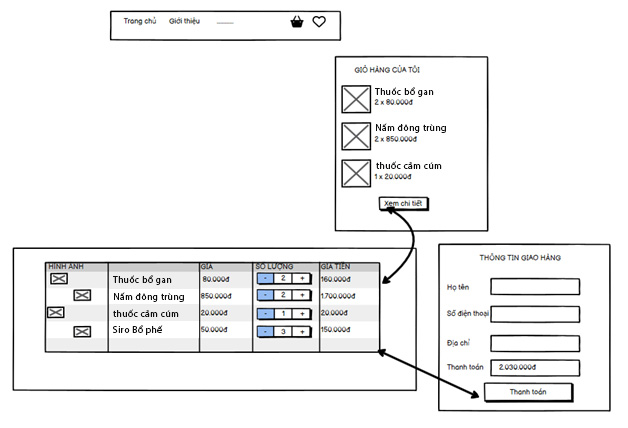 Trang chủ Giới thiệu
GIỎ HÀNG CỦA TÔI
Thuốc bổ gan
2 x 80.000đ
Nấm đông trùng
2 x 850.000đ
thuốc cảm cúm
1 x 20.000đ
Xem chi tiết
HÌNH ẢNH GIÁ SỐ LƯỢNG GIÁ TIỀN
Thuốc bổ gan 80.000đ - 2 + 160.000đ
Nấm đông trùng 850.000đ - 2 + 1.700.000đ
thuốc cảm cúm 20.000đ - 1 + 20.000đ
Siro Bổ phế 50.000đ - 3 + 150.000đ
THÔNG TIN GIAO HÀNG
Họ tên
Số điện thoại
Địa chỉ
Thanh toán 2.030.000đ
Thanh toán